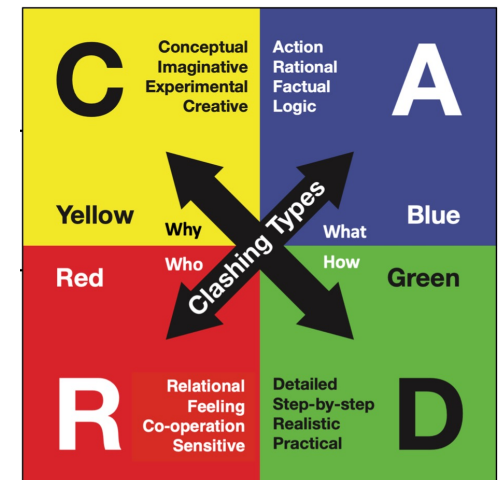 C
Conceptual
Imaginative
Experimental
Creative
Yellow
Why
Action
Rational
Factual
Logic
A
Blue
What
Clashing Types
Red
Who
R
Relational
Feeling
Co-operation
Sensitive
How
Green
Detailed
Step-by-step
Realistic
Practical
D